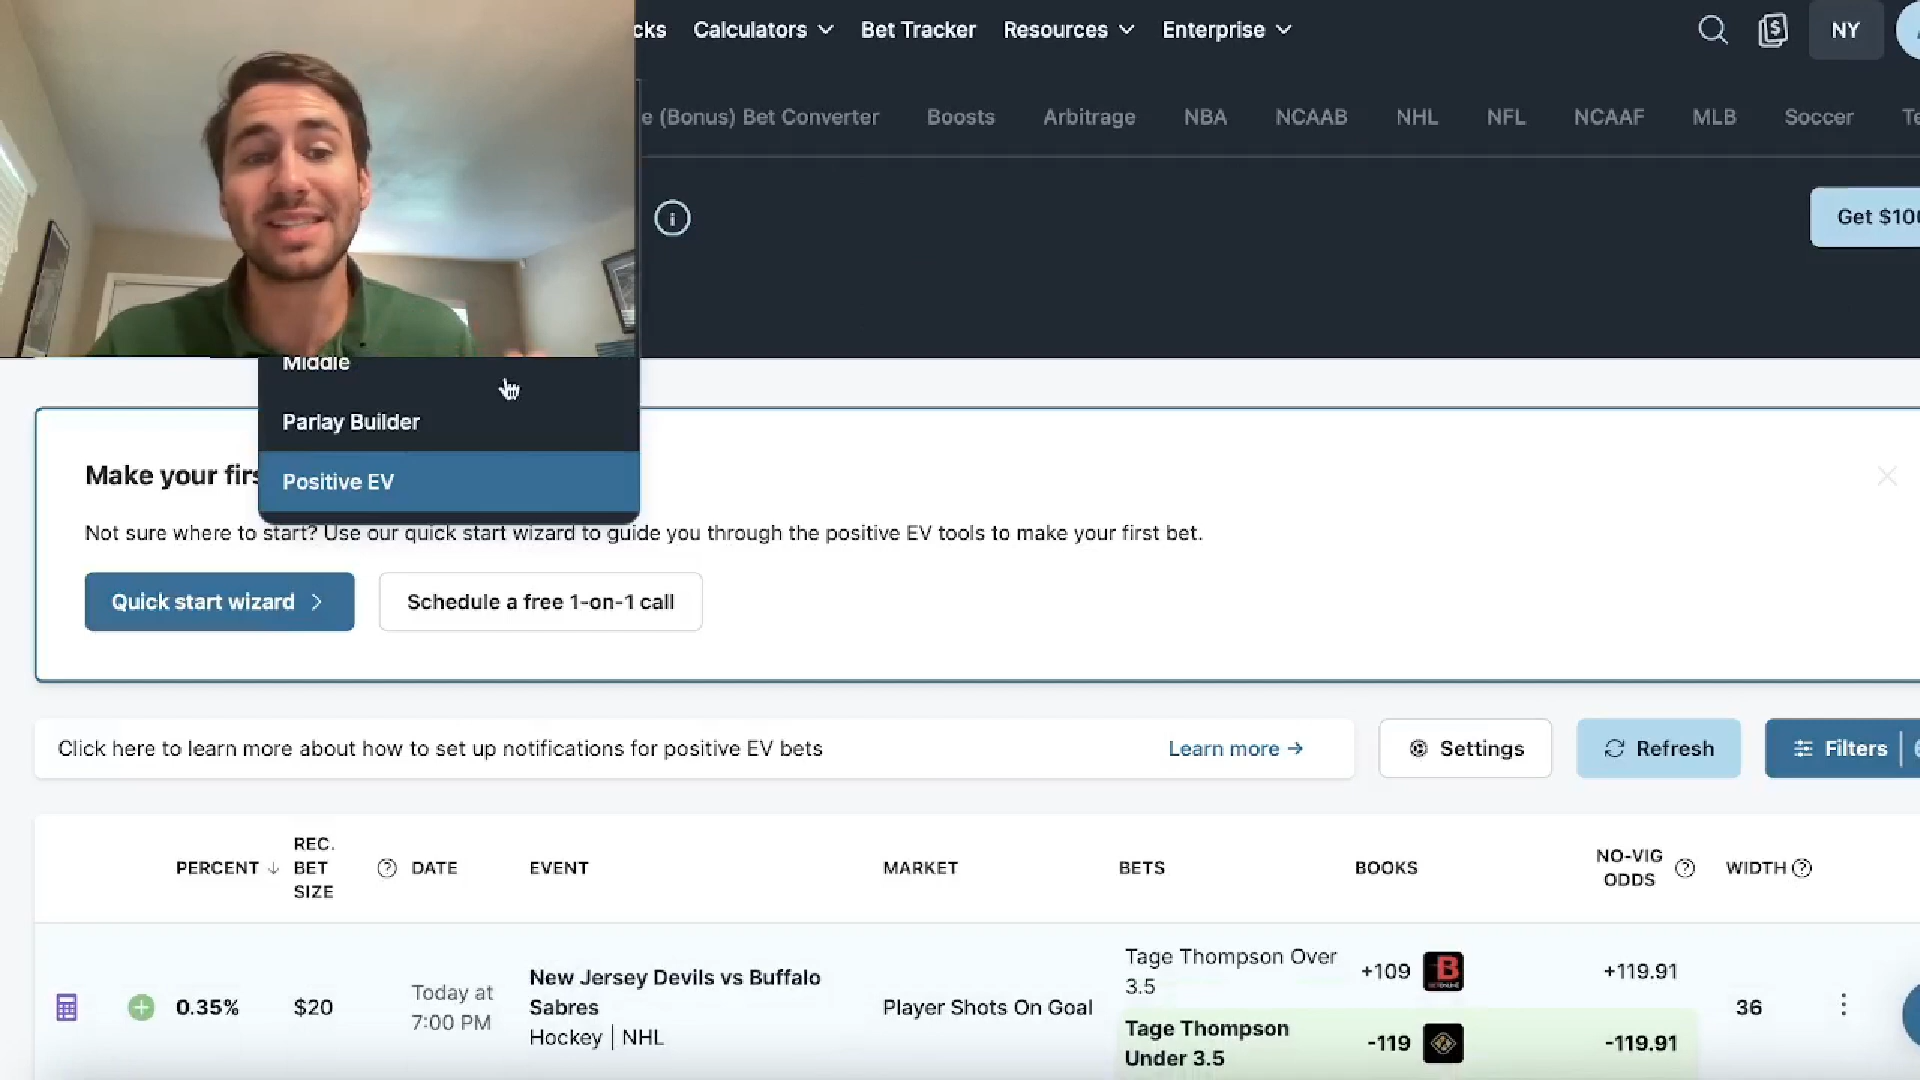 Calculators
Bet Tracker
Resources
Enterprise
NY
(Bonus) Bet Converter
Boosts
Arbitrage
NBA
NCAAB
NHL
NFL
NCAAF
MLB
Soccer
Get
Middle
Parlay Builder
Positive EV
Make your
Not sure where to start? Use our quick start wizard to guide you through the positive EV tools to make your first bet.
Quick start wizard
Schedule a free 1-on-1 call
Click here to learn more about how to set up notifications for positive EV bets
Learn more →
Settings
Refresh
Filters
PERCENT ↓
REC.
BET
SIZE
DATE
EVENT
MARKET
BETS
BOOKS
NO-VIG
ODDS
WIDTH
0.35%
$20
Today at
7:00 PM
New Jersey Devils vs Buffalo
Sabres
Hockey | NHL
Player Shots On Goal
Tage Thompson Over
3.5
+109
B
+119.91
Tage Thompson
Under 3.5
-119
-119.91
36